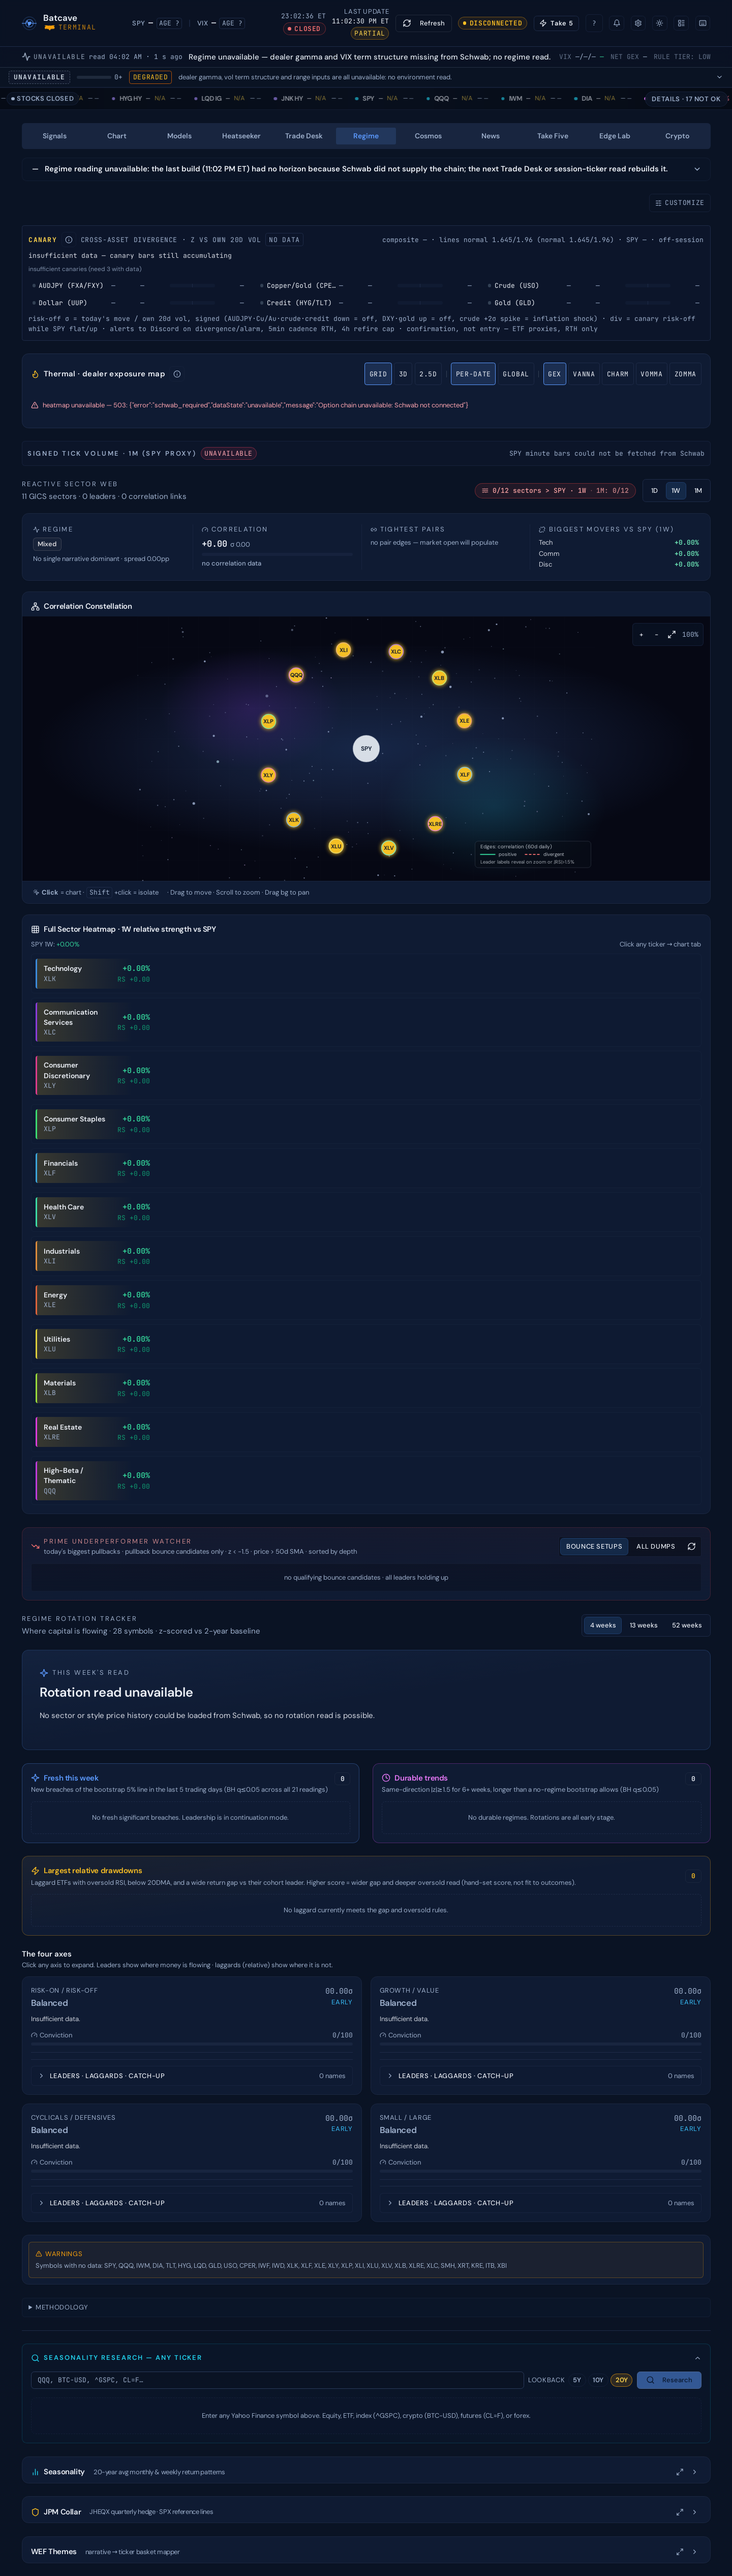 Batcave
TERMINAL
SPY — AGE ?
VIX — AGE ?
23:02:36 ET
CLOSED
LAST UPDATE
11:02:30 PM ET
PARTIAL
Refresh
DISCONNECTED
Take 5
?
UNAVAILABLE read 04:02 AM · 1 s ago Regime unavailable — dealer gamma and VIX term structure missing from Schwab; no regime read. VIX —/—/— — NET GEX — RULE TIER: LOW
UNAVAILABLE 0+ DEGRADED dealer gamma, vol term structure and range inputs are all unavailable: no environment read.
STOCKS CLOSED
HYG HY — N/A — —
LQD IG — N/A — —
JNK HY — N/A — —
SPY — N/A — —
QQQ — N/A — —
IWM — N/A — —
DIA — N/A — —
DETAILS · 17 NOT OK
Signals
Chart
Models
Heatseeker
Trade Desk
Regime
Cosmos
News
Take Five
Edge Lab
Crypto
Regime reading unavailable: the last build (11:02 PM ET) had no horizon because Schwab did not supply the chain; the next Trade Desk or session-ticker read rebuilds it.
CUSTOMIZE
CANARY CROSS-ASSET DIVERGENCE · Z VS OWN 20D VOL NO DATA
composite — · lines normal 1.645/1.96 (normal 1.645/1.96) · SPY — · off-session
insufficient data — canary bars still accumulating
insufficient canaries (need 3 with data)
AUDJPY (FXA/FXY) — — —
Copper/Gold (CPE… — — —
Crude (USO) — — —
Dollar (UUP) — — —
Credit (HYG/TLT) — — —
Gold (GLD) — — —
risk-off σ = today's move / own 20d vol, signed (AUDJPY·Cu/Au·crude·credit down = off, DXY·gold up = off, crude +2σ spike = inflation shock) · div = canary risk-off
while SPY flat/up · alerts to Discord on divergence/alarm, 5min cadence RTH, 4h refire cap · confirmation, not entry — ETF proxies, RTH only
Thermal · dealer exposure map
GRID
3D
2.5D
PER-DATE
GLOBAL
GEX
VANNA
CHARM
VOMMA
ZOMMA
heatmap unavailable — 503: {"error":"schwab_required","dataState":"unavailable","message":"Option chain unavailable: Schwab not connected"}
SIGNED TICK VOLUME · 1M (SPY PROXY) UNAVAILABLE
SPY minute bars could not be fetched from Schwab
REACTIVE SECTOR WEB
11 GICS sectors · 0 leaders · 0 correlation links
0/12 sectors > SPY · 1W · 1M: 0/12
1D
1W
1M
REGIME
Mixed
No single narrative dominant · spread 0.00pp
CORRELATION
+0.00 σ 0.00
no correlation data
TIGHTEST PAIRS
no pair edges — market open will populate
BIGGEST MOVERS VS SPY (1W)
Tech +0.00%
Comm +0.00%
Disc +0.00%
Correlation Constellation
+
-
100%
XLI
XLC
QQQ
XLB
XLP
XLE
SPY
XLY
XLF
XLK
XLRE
XLU
XLV
Edges: correlation (60d daily)
positive
divergent
Leader labels reveal on zoom or |RS|>1.5%
Click = chart · Shift +click = isolate · Drag to move · Scroll to zoom · Drag bg to pan
Full Sector Heatmap · 1W relative strength vs SPY
SPY 1W: +0.00%
Click any ticker → chart tab
Technology +0.00%
XLK RS +0.00
Communication Services +0.00%
XLC RS +0.00
Consumer Discretionary +0.00%
XLY RS +0.00
Consumer Staples +0.00%
XLP RS +0.00
Financials +0.00%
XLF RS +0.00
Health Care +0.00%
XLV RS +0.00
Industrials +0.00%
XLI RS +0.00
Energy +0.00%
XLE RS +0.00
Utilities +0.00%
XLU RS +0.00
Materials +0.00%
XLB RS +0.00
Real Estate +0.00%
XLRE RS +0.00
High-Beta / Thematic +0.00%
QQQ RS +0.00
PRIME UNDERPERFORMER WATCHER
today's biggest pullbacks · pullback bounce candidates only · z < -1.5 · price > 50d SMA · sorted by depth
BOUNCE SETUPS
ALL DUMPS
no qualifying bounce candidates · all leaders holding up
REGIME ROTATION TRACKER
Where capital is flowing · 28 symbols · z-scored vs 2-year baseline
4 weeks
13 weeks
52 weeks
THIS WEEK'S READ
Rotation read unavailable
No sector or style price history could be loaded from Schwab, so no rotation read is possible.
Fresh this week
0
New breaches of the bootstrap 5% line in the last 5 trading days (BH q≤0.05 across all 21 readings)
No fresh significant breaches. Leadership is in continuation mode.
Durable trends
0
Same-direction |z|≥1.5 for 6+ weeks, longer than a no-regime bootstrap allows (BH q≤0.05)
No durable regimes. Rotations are all early stage.
Largest relative drawdowns
0
Laggard ETFs with oversold RSI, below 20DMA, and a wide return gap vs their cohort leader. Higher score = wider gap and deeper oversold read (hand-set score, not fit to outcomes).
No laggard currently meets the gap and oversold rules.
The four axes
Click any axis to expand. Leaders show where money is flowing · laggards (relative) show where it is not.
RISK-ON / RISK-OFF 00.00σ
Balanced EARLY
Insufficient data.
Conviction 0/100
LEADERS · LAGGARDS · CATCH-UP 0 names
GROWTH / VALUE 00.00σ
Balanced EARLY
Insufficient data.
Conviction 0/100
LEADERS · LAGGARDS · CATCH-UP 0 names
CYCLICALS / DEFENSIVES 00.00σ
Balanced EARLY
Insufficient data.
Conviction 0/100
LEADERS · LAGGARDS · CATCH-UP 0 names
SMALL / LARGE 00.00σ
Balanced EARLY
Insufficient data.
Conviction 0/100
LEADERS · LAGGARDS · CATCH-UP 0 names
WARNINGS
Symbols with no data: SPY, QQQ, IWM, DIA, TLT, HYG, LQD, GLD, USO, CPER, IWF, IWD, XLK, XLF, XLE, XLY, XLP, XLI, XLU, XLV, XLB, XLRE, XLC, SMH, XRT, KRE, ITB, XBI
METHODOLOGY
SEASONALITY RESEARCH — ANY TICKER
QQQ, BTC-USD, ^GSPC, CL=F…
LOOKBACK
5Y
10Y
20Y
Research
Enter any Yahoo Finance symbol above. Equity, ETF, index (^GSPC), crypto (BTC-USD), futures (CL=F), or forex.
Seasonality 20-year avg monthly & weekly return patterns
JPM Collar JHEQX quarterly hedge · SPX reference lines
WEF Themes narrative → ticker basket mapper